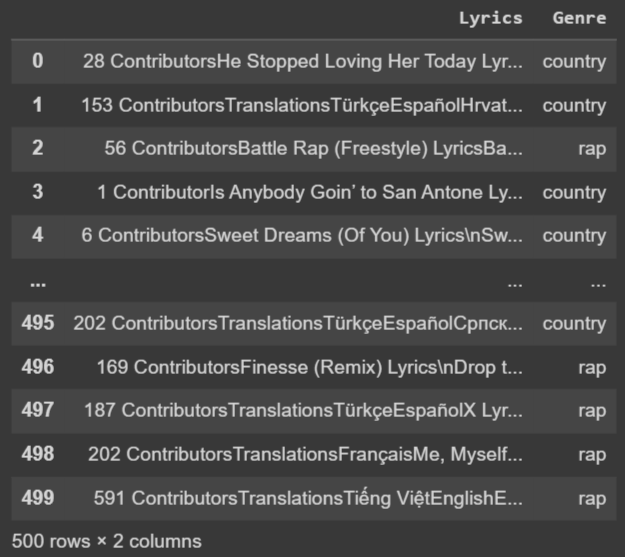 Lyrics Genre
0 28 ContributorsHe Stopped Loving Her Today Lyr... country
1 153 ContributorsTranslationsTürkçeEspañolHrvat... country
2 56 ContributorsBattle Rap (Freestyle) LyricsBa... rap
3 1 ContributorIs Anybody Goin’ to San Antone Ly... country
4 6 ContributorsSweet Dreams (Of You) Lyrics\nSw... country
... ... ...
495 202 ContributorsTranslationsTürkçeEspañolСрпск... country
496 169 ContributorsFinesse (Remix) Lyrics\nDrop t... rap
497 187 ContributorsTranslationsTürkçeEspañolX Lyr... rap
498 202 ContributorsTranslationsFrançaisMe, Myself... rap
499 591 ContributorsTranslationsTiếng ViệtEnglishE... rap
500 rows × 2 columns